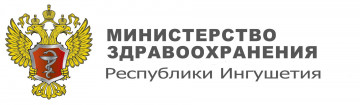 МИНИСТЕРСТВО
ЗДРАВООХРАНЕНИЯ
Республики Ингушетия